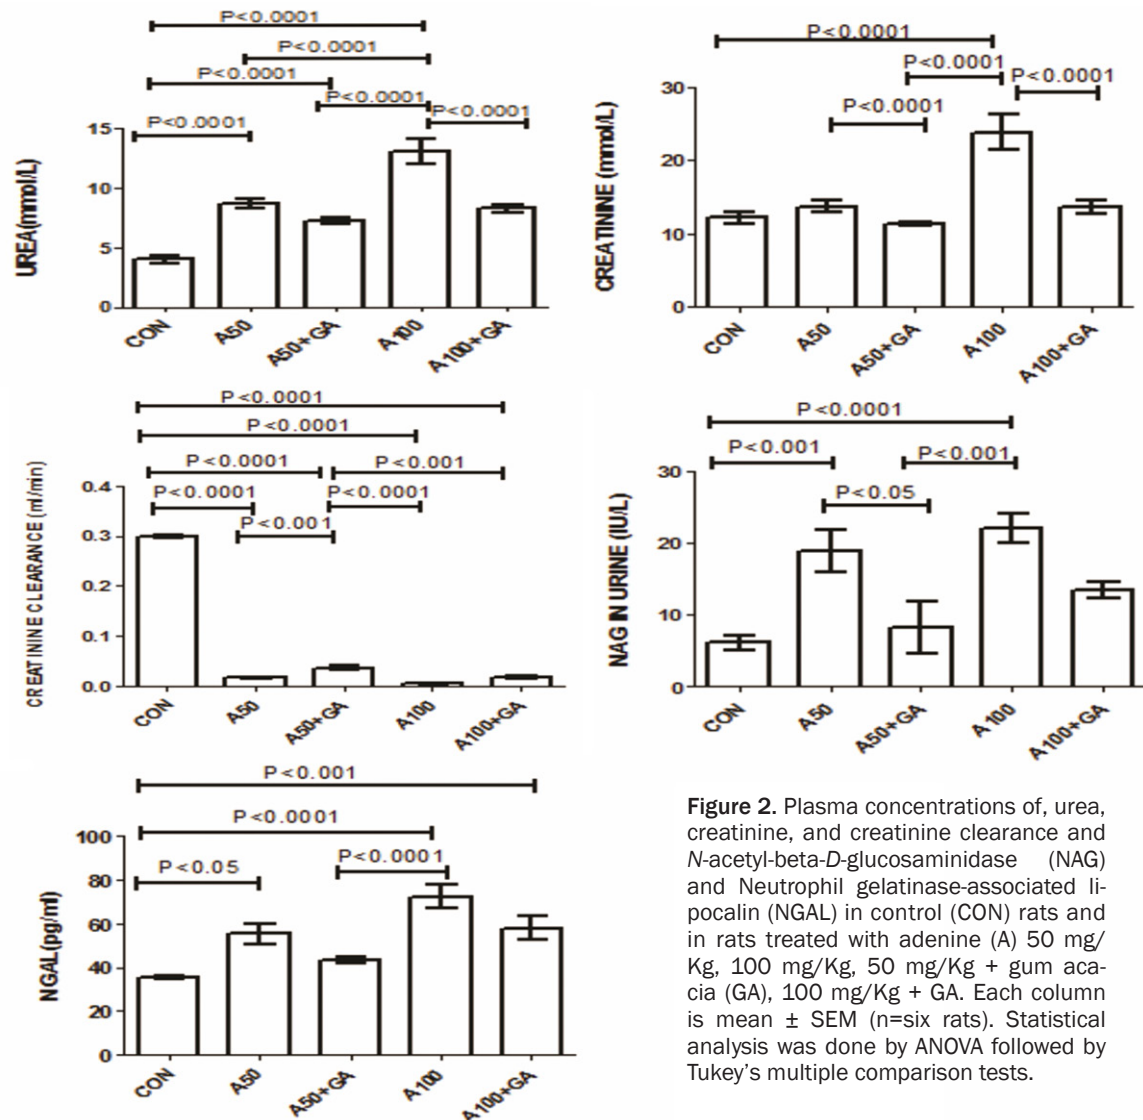 P<0.0001
P<0.0001
P<0.0001
P<0.0001
P<0.0001
P<0.0001
UREA(mmol/L)
15
10
5
0
CON
A50
A50+GA
A100
A100+GA
P<0.0001
P<0.0001
P<0.0001
P<0.0001
CREATININE (mmol/L)
30
20
10
0
CON
A50
A50+GA
A100
A100+GA
P<0.0001
P<0.0001
P<0.0001
P<0.001
P<0.0001
P<0.0001
P<0.001
CREATININE CLEARANCE (ml/min)
0.4
0.3
0.2
0.1
0.0
CON
A50
A50+GA
A100
A100+GA
P<0.0001
P<0.001
P<0.001
P<0.05
NAG IN URINE (IU/L)
30
20
10
0
CON
A50
A50+GA
A100
A100+GA
P<0.001
P<0.0001
P<0.0001
P<0.05
NGAL(pg/ml)
100
80
60
40
20
0
CON
A50
A50+GA
A100
A100+GA
Figure 2. Plasma concentrations of, urea,
creatinine, and creatinine clearance and
N-acetyl-beta-D-glucosaminidase (NAG)
and Neutrophil gelatinase-associated li-
pocalin (NGAL) in control (CON) rats and
in rats treated with adenine (A) 50 mg/
Kg, 100 mg/Kg, 50 mg/Kg + gum aca-
cia (GA), 100 mg/Kg + GA. Each column
is mean ± SEM (n=six rats). Statistical
analysis was done by ANOVA followed by
Tukey's multiple comparison tests.